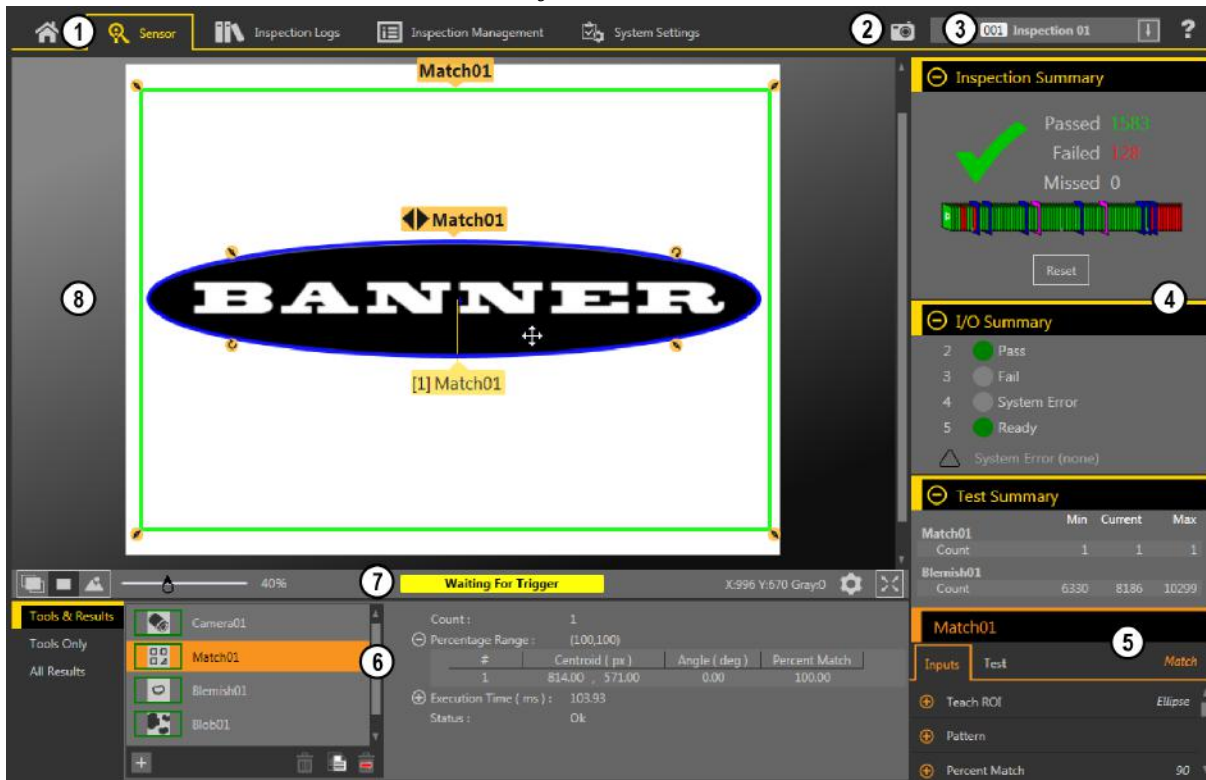 1 Sensor Inspection Logs Inspection Management System Settings 2 3 001 Inspection 01 ?
Match01
Inspection Summary
Passed 1583
Failed 128
Missed 0
Reset
4
Match01
BANNER
[1] Match01
8
I/O Summary
2 Pass
3 Fail
4 System Error
5 Ready
System Error (none)
Test Summary
Min Current Max
Match01
Count 1 1 1
Blemish01
Count 6330 8186 10299
40% 7 Waiting For Trigger X:996 Y:670 Gray:0
Tools & Results
Tools Only
All Results
Camera01
Match01
Blemish01
Blob01
6
Count : 1
Percentage Range : (100,100)
# Centroid ( px ) Angle ( deg ) Percent Match
1 814.00 , 571.00 0.00 100.00
Execution Time ( ms ) : 103.93
Status : Ok
Match01
5
Inputs Test Match
Teach ROI Ellipse
Pattern
Percent Match 90